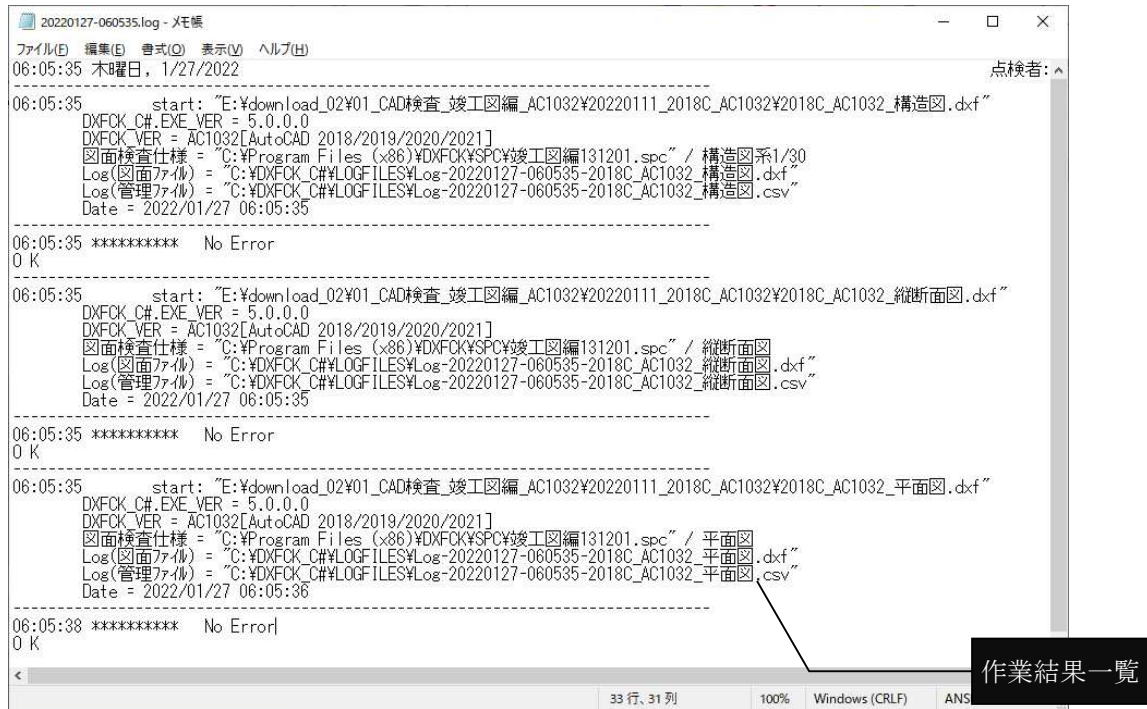 20220127-060535.log - メモ帳
ファイル(F) 編集(E) 書式(O) 表示(V) ヘルプ(H)
06:05:35 木曜日, 1/27/2022 点検者:
--------------------------------------------------------------------------------
06:05:35 start: "E:¥download_02¥01_CAD検査_竣工図編_AC1032¥20220111_2018C_AC1032¥2018C_AC1032_構造図.dxf"
DXFCK_C#.EXE_VER = 5.0.0.0
DXFCK_VER = AC1032[AutoCAD 2018/2019/2020/2021]
図面検査仕様 = "C:¥Program Files (x86)¥DXFCK¥SPC¥竣工図編131201.spc" / 構造図系1/30
Log(図面ファイル) = "C:¥DXFCK_C#¥LOGFILES¥Log-20220127-060535-2018C_AC1032_構造図.dxf"
Log(管理ファイル) = "C:¥DXFCK_C#¥LOGFILES¥Log-20220127-060535-2018C_AC1032_構造図.csv"
Date = 2022/01/27 06:05:35
--------------------------------------------------------------------------------
06:05:35 ********** No Error
O K
--------------------------------------------------------------------------------
06:05:35 start: "E:¥download_02¥01_CAD検査_竣工図編_AC1032¥20220111_2018C_AC1032¥2018C_AC1032_縦断面図.dxf"
DXFCK_C#.EXE_VER = 5.0.0.0
DXFCK_VER = AC1032[AutoCAD 2018/2019/2020/2021]
図面検査仕様 = "C:¥Program Files (x86)¥DXFCK¥SPC¥竣工図編131201.spc" / 縦断面図
Log(図面ファイル) = "C:¥DXFCK_C#¥LOGFILES¥Log-20220127-060535-2018C_AC1032_縦断面図.dxf"
Log(管理ファイル) = "C:¥DXFCK_C#¥LOGFILES¥Log-20220127-060535-2018C_AC1032_縦断面図.csv"
Date = 2022/01/27 06:05:35
--------------------------------------------------------------------------------
06:05:35 ********** No Error
O K
--------------------------------------------------------------------------------
06:05:35 start: "E:¥download_02¥01_CAD検査_竣工図編_AC1032¥20220111_2018C_AC1032¥2018C_AC1032_平面図.dxf"
DXFCK_C#.EXE_VER = 5.0.0.0
DXFCK_VER = AC1032[AutoCAD 2018/2019/2020/2021]
図面検査仕様 = "C:¥Program Files (x86)¥DXFCK¥SPC¥竣工図編131201.spc" / 平面図
Log(図面ファイル) = "C:¥DXFCK_C#¥LOGFILES¥Log-20220127-060535-2018C_AC1032_平面図.dxf"
Log(管理ファイル) = "C:¥DXFCK_C#¥LOGFILES¥Log-20220127-060535-2018C_AC1032_平面図.csv"
Date = 2022/01/27 06:05:36
--------------------------------------------------------------------------------
06:05:38 ********** No Error
O K
作業結果一覧
33 行、31 列 100% Windows (CRLF) ANS